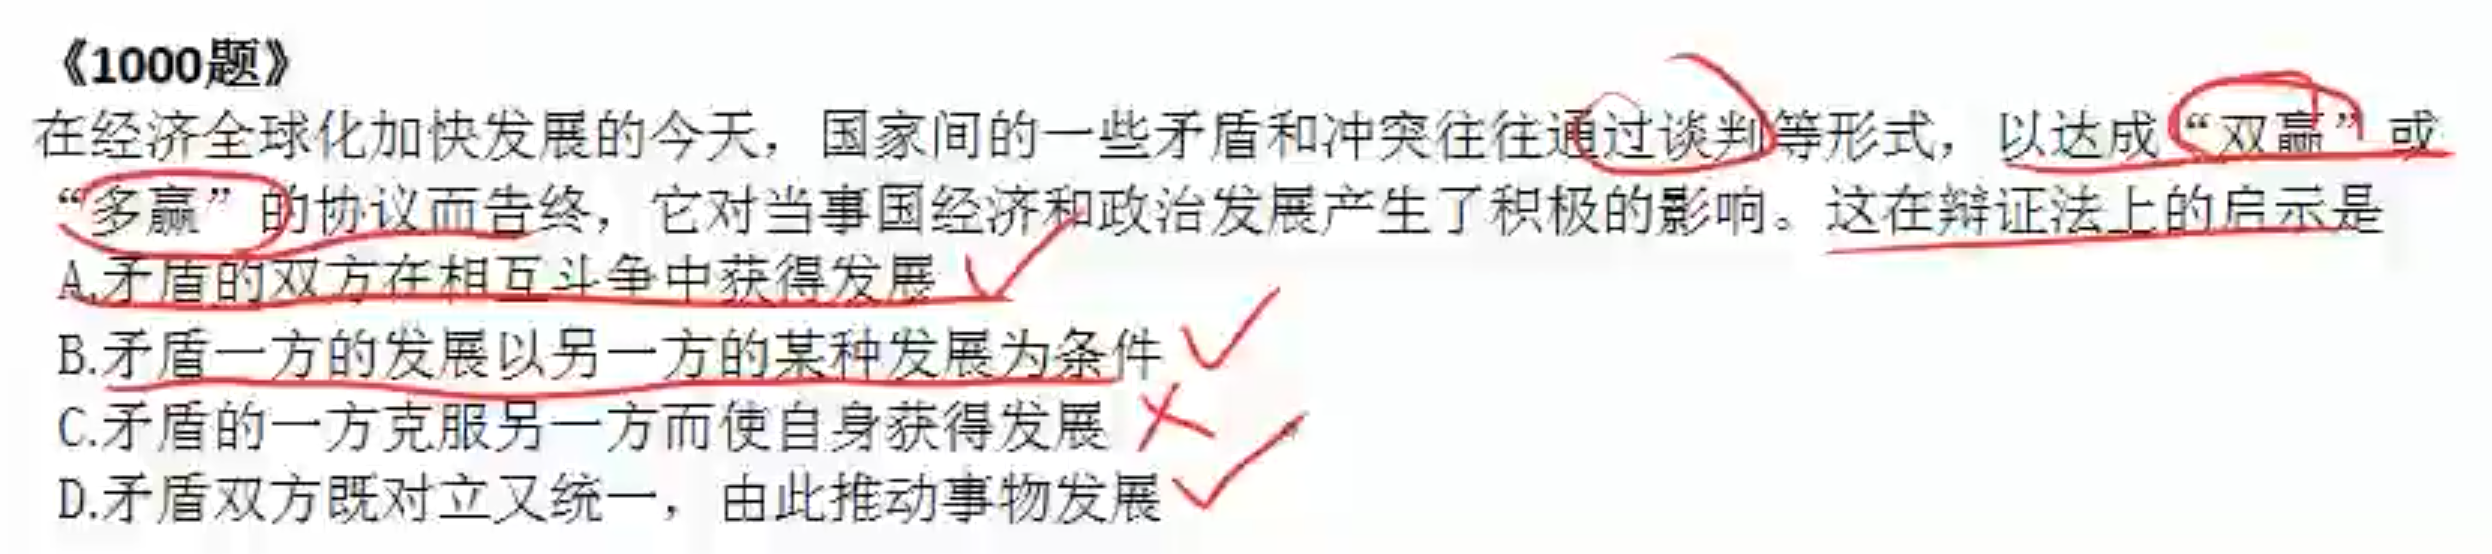 《1000题》
在经济全球化加快发展的今天，国家间的一些矛盾和冲突往往通过谈判等形式，以达成“双赢”或
“多赢”的协议而告终，它对当事国经济和政治发展产生了积极的影响。这在辩证法上的启示是
A.矛盾的双方在相互斗争中获得发展
B.矛盾一方的发展以另一方的某种发展为条件
C.矛盾的一方克服另一方而使自身获得发展
D.矛盾双方既对立又统一，由此推动事物发展